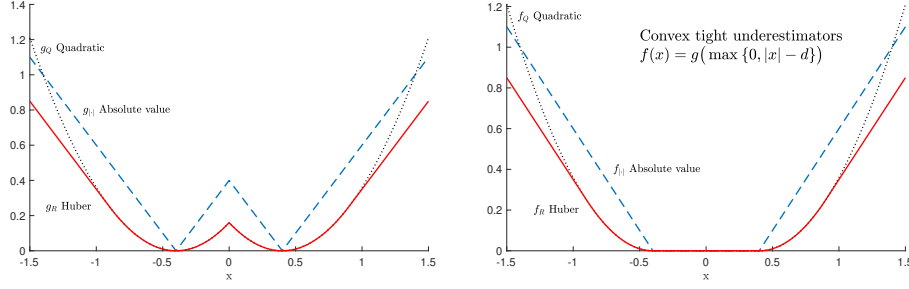 1.4
1.2
1
0.8
0.6
0.4
0.2
0
-1.5
-1
-0.5
0
0.5
1
1.5
x
g_Q Quadratic
g_{|·|} Absolute value
g_R Huber
1.2
1
0.8
0.6
0.4
0.2
0
-1.5
-1
-0.5
0
0.5
1
1.5
x
f_Q Quadratic
Convex tight underestimators
f(x) = g(max {0, |x| − d})
f_{|·|} Absolute value
f_R Huber